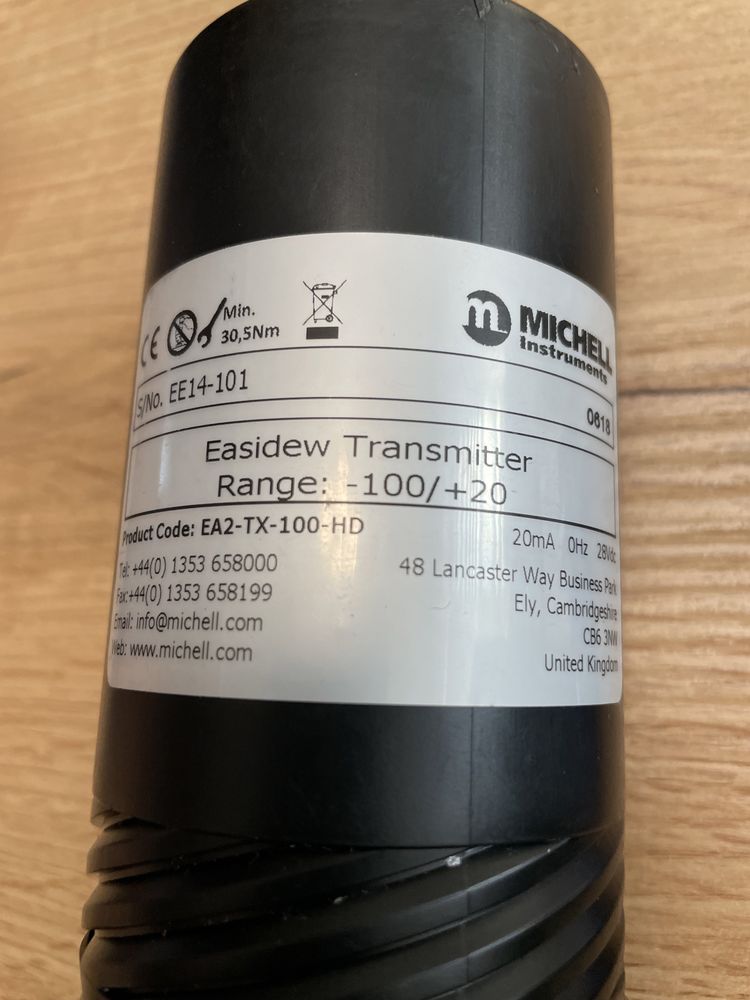 CE
Min.
30,5Nm
m MICHELL
Instruments
S/No. EE14-101
0618
Easidew Transmitter
Range: -100/+20
Product Code: EA2-TX-100-HD
20mA 0Hz 28Vdc
Tel: +44(0) 1353 658000
48 Lancaster Way Business Park
Fax:+44(0) 1353 658199
Ely, Cambridgeshire
Email: info@michell.com
CB6 3NW
Web: www.michell.com
United Kingdom